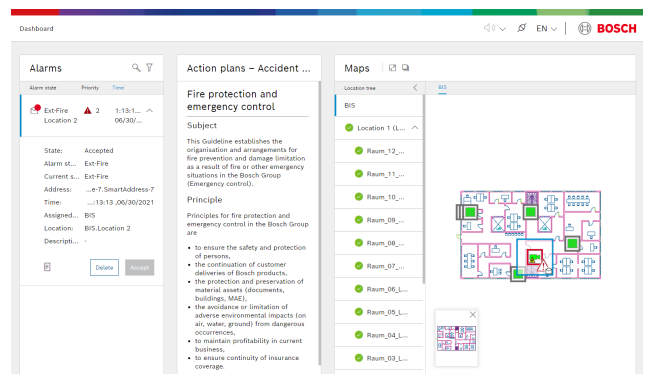 Dashboard
EN
BOSCH
Alarms
Alarm state Priority Time
Ext-Fire 2 1:13:1...
Location 2 06/30/...
State: Accepted
Alarm st... Ext-Fire
Current s... Ext-Fire
Address: ...e-7.SmartAddress-7
Time: ...:13:13 ,06/30/2021
Assigned... BIS
Location: BIS.Location 2
Descripti... -
Delete Accept
Action plans – Accident ...
Fire protection and
emergency control
Subject
This Guideline establishes the
origanisation and arrangements for
fire prevention and damage limitation
as a result of fire or other emergency
situations in the Bosch Group
(Emergency control).
Principle
Principles for fire protection and
emergency control in the Bosch Group
are
• to ensure the safety and protection
of persons,
• the continuation of customer
deliveries of Bosch products,
• the protection and preservation of
material assets (documents,
buildings, MAE),
• the avoidance or limitation of
adverse environmental impacts (on
air, water, ground) from dangerous
occurrences,
• to maintain profitability in current
business,
• to ensure continuity of insurance
coverage.
Maps
Location tree
BIS
BIS
Location 1 (L...
Raum_12_...
Raum_11_...
Raum_10_...
Raum_09_...
Raum_08_...
Raum_07_...
Raum_06_L...
Raum_05_L...
Raum_04_L...
Raum_03_L...